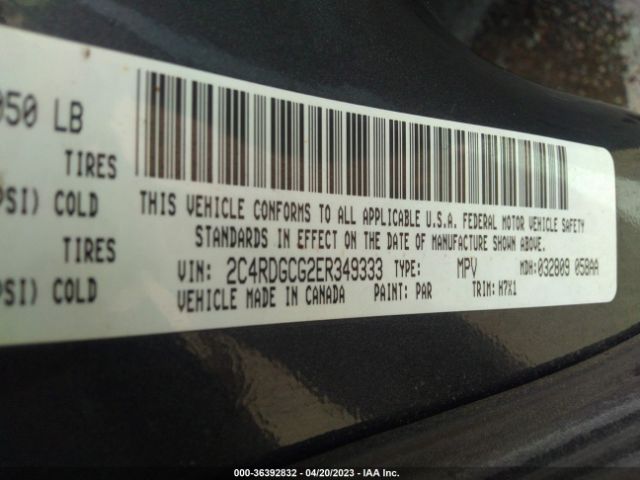 050 LB
TIRES
PSI) COLD
TIRES
PSI) COLD
THIS VEHICLE CONFORMS TO ALL APPLICABLE U.S.A. FEDERAL MOTOR VEHICLE SAFETY
STANDARDS IN EFFECT ON THE DATE OF MANUFACTURE SHOWN ABOVE.
VIN: 2C4RDGCG2ER349333 TYPE: MPV MDH:032809 058AA
VEHICLE MADE IN CANADA PAINT: PAR TRIM: H7X1
000-36392832 / 04/20/2023 / IAA Inc.